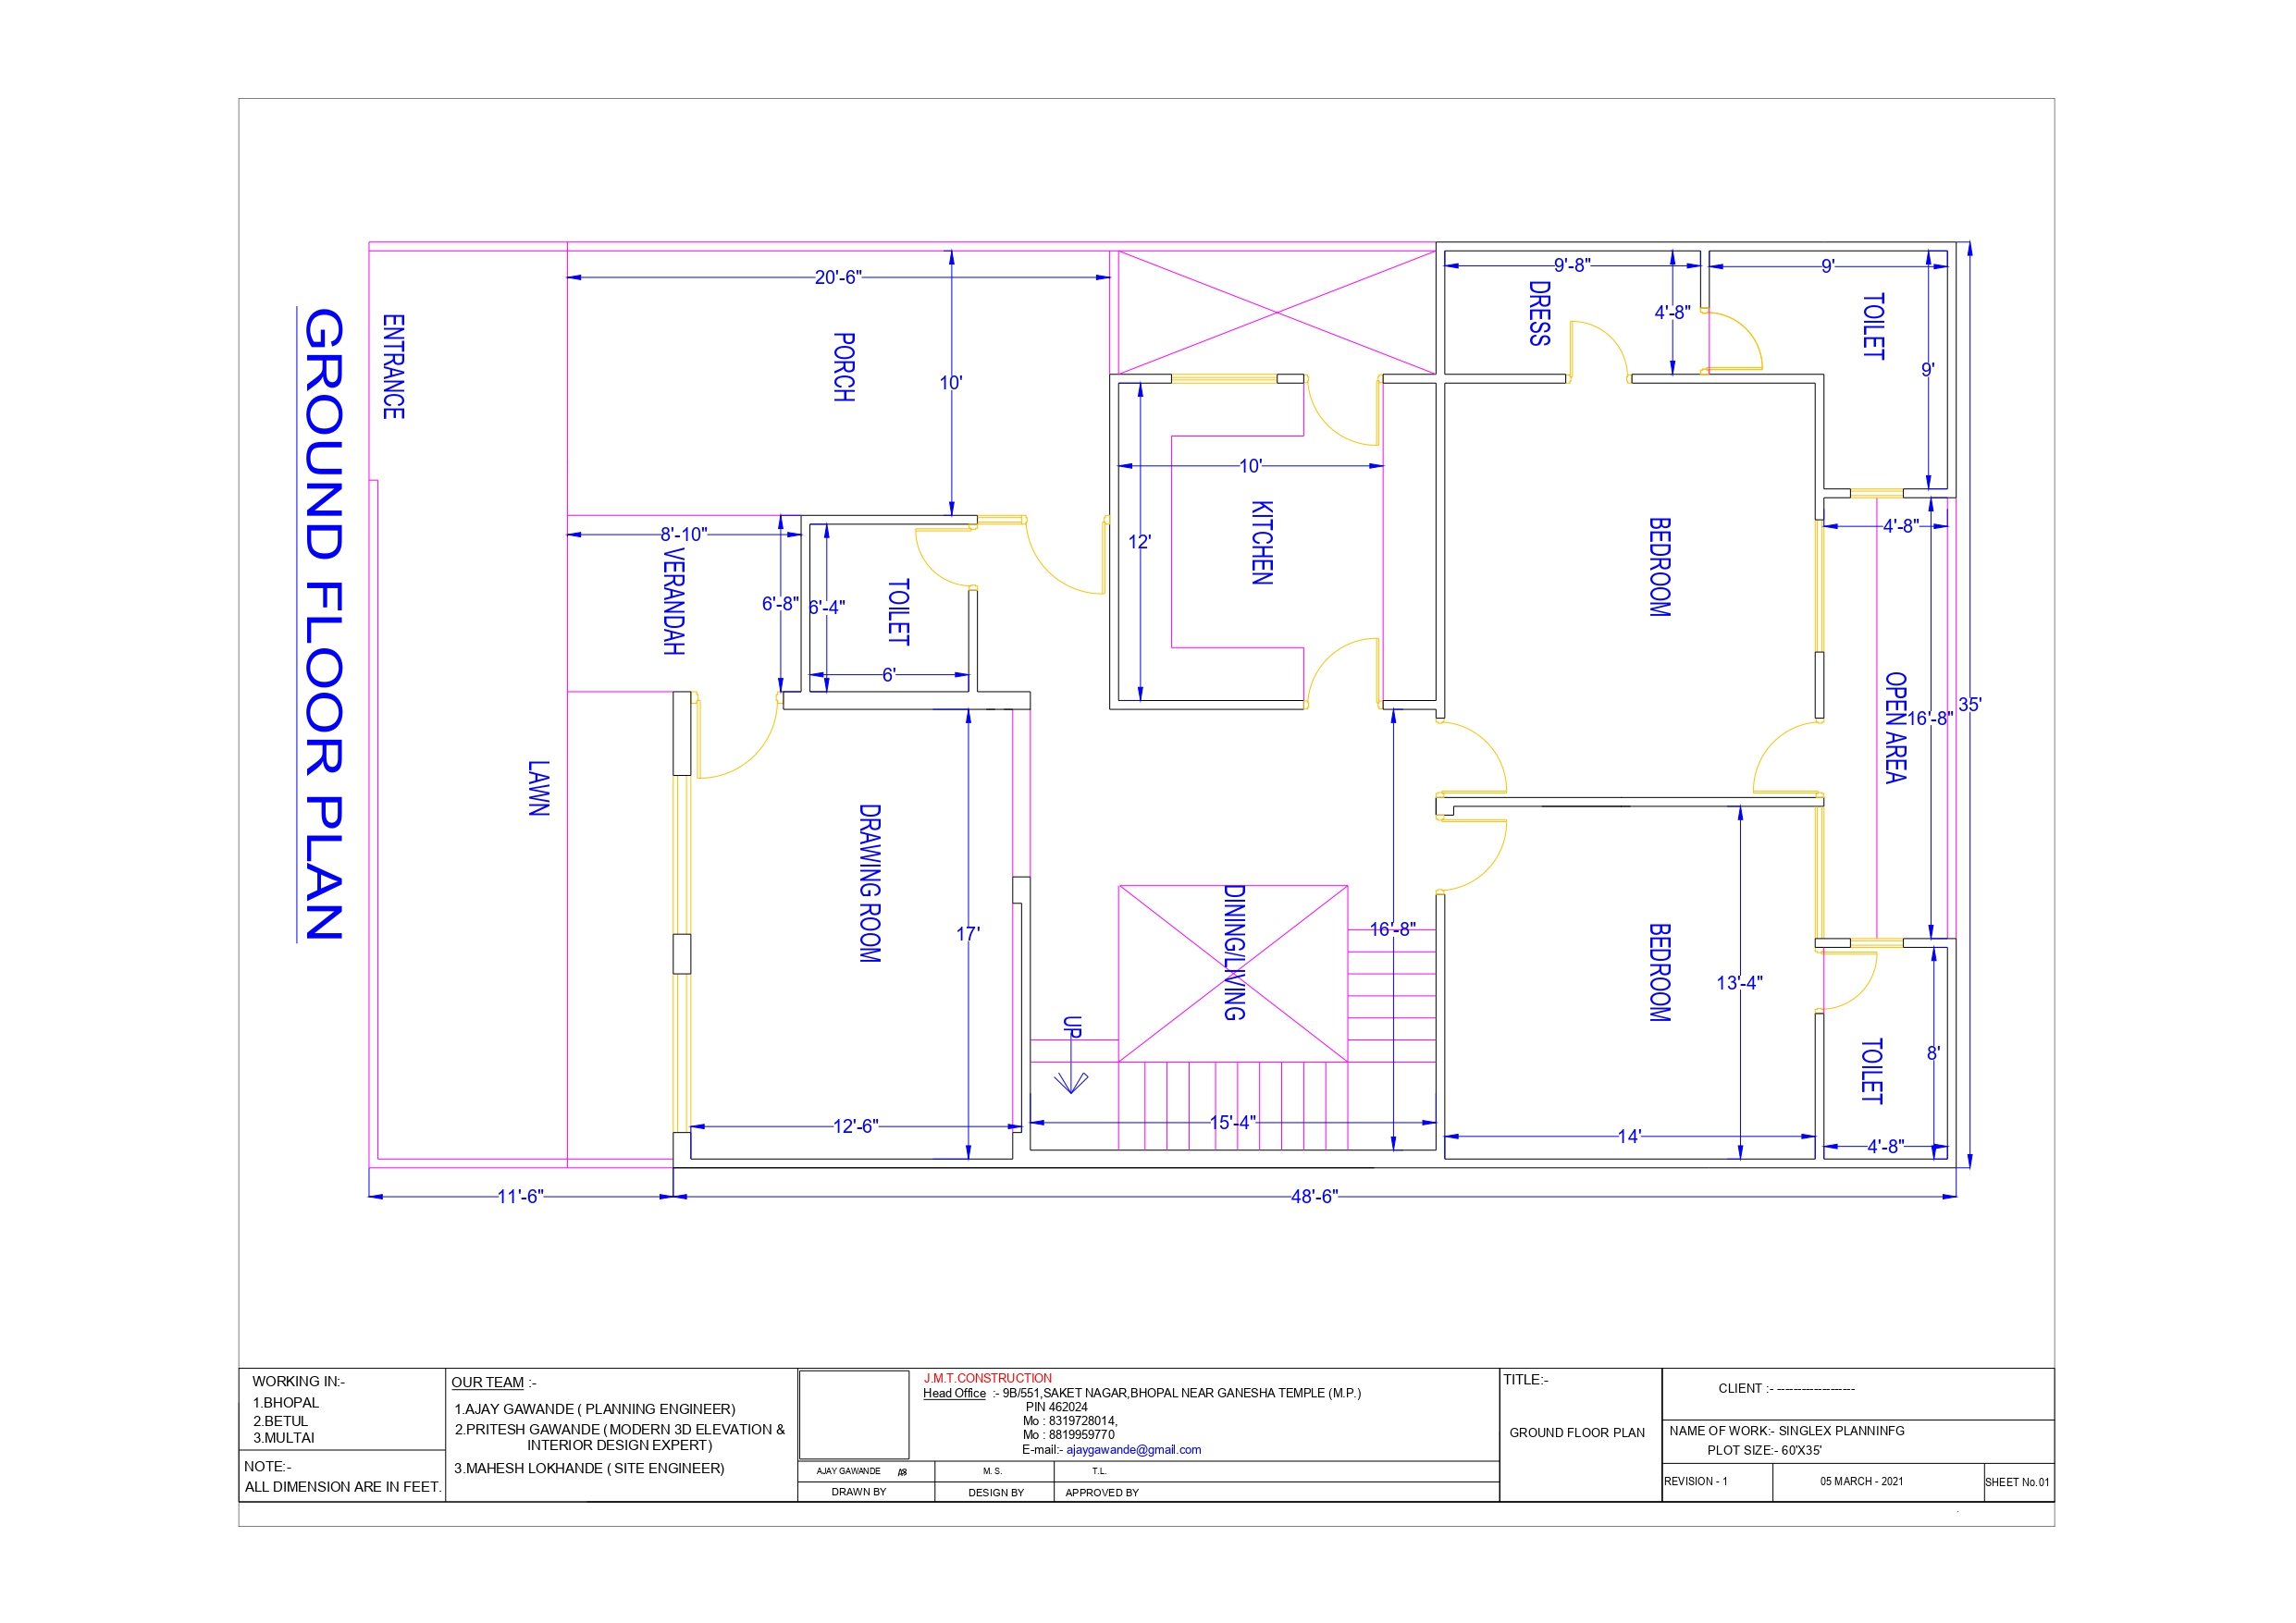 GROUND FLOOR PLAN
ENTRANCE
20'-6"
PORCH
10'
9'-8"
DRESS
4'-8"
9'
TOILET
9'
10'
KITCHEN
12'
8'-10"
VERANDAH
6'-8"
6'-4"
TOILET
6'
BEDROOM
4'-8"
OPEN AREA
16'-8"
35'
LAWN
DRAWING ROOM
17'
12'-6"
DINING/LIVING
16'-8"
UP
15'-4"
BEDROOM
13'-4"
14'
TOILET
8'
4'-8"
11'-6"
48'-6"
WORKING IN:-
1.BHOPAL
2.BETUL
3.MULTAI
NOTE:-
ALL DIMENSION ARE IN FEET.
OUR TEAM :-
1.AJAY GAWANDE ( PLANNING ENGINEER)
2.PRITESH GAWANDE (MODERN 3D ELEVATION &
INTERIOR DESIGN EXPERT)
3.MAHESH LOKHANDE ( SITE ENGINEER)
J.M.T.CONSTRUCTION
Head Office :- 9B/551,SAKET NAGAR,BHOPAL NEAR GANESHA TEMPLE (M.P.)
PIN 462024
Mo : 8319728014,
Mo : 8819959770
E-mail:- ajaygawande@gmail.com
AJAY GAWANDE
M. S.
T.L.
DRAWN BY
DESIGN BY
APPROVED BY
TITLE:-
GROUND FLOOR PLAN
CLIENT :- -------------------
NAME OF WORK:- SINGLEX PLANNINFG
PLOT SIZE:- 60'X35'
REVISION - 1
05 MARCH - 2021
SHEET No.01